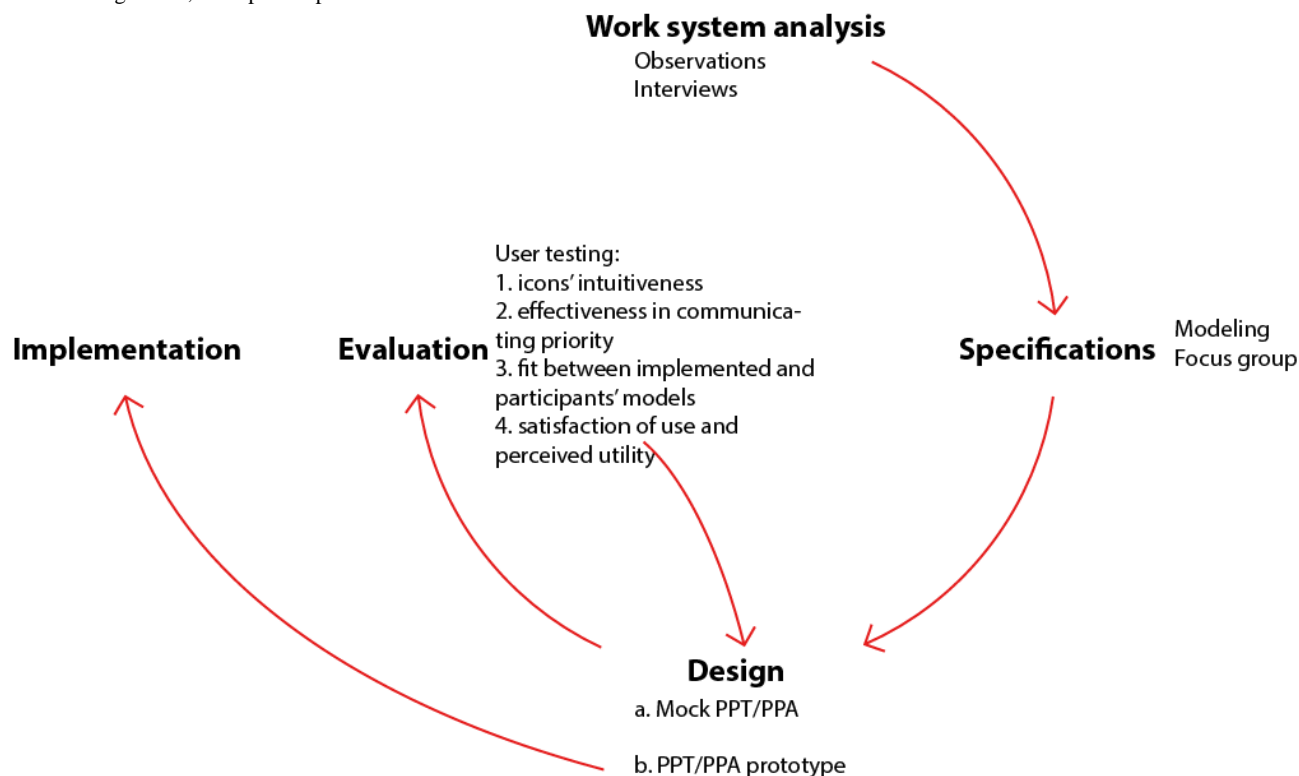 Work system analysis
Observations
Interviews
User testing:
1. icons’ intuitiveness
2. effectiveness in communica-
ting priority
3. fit between implemented and
participants’ models
4. satisfaction of use and
perceived utility
Implementation
Evaluation
Specifications
Modeling
Focus group
Design
a. Mock PPT/PPA
b. PPT/PPA prototype